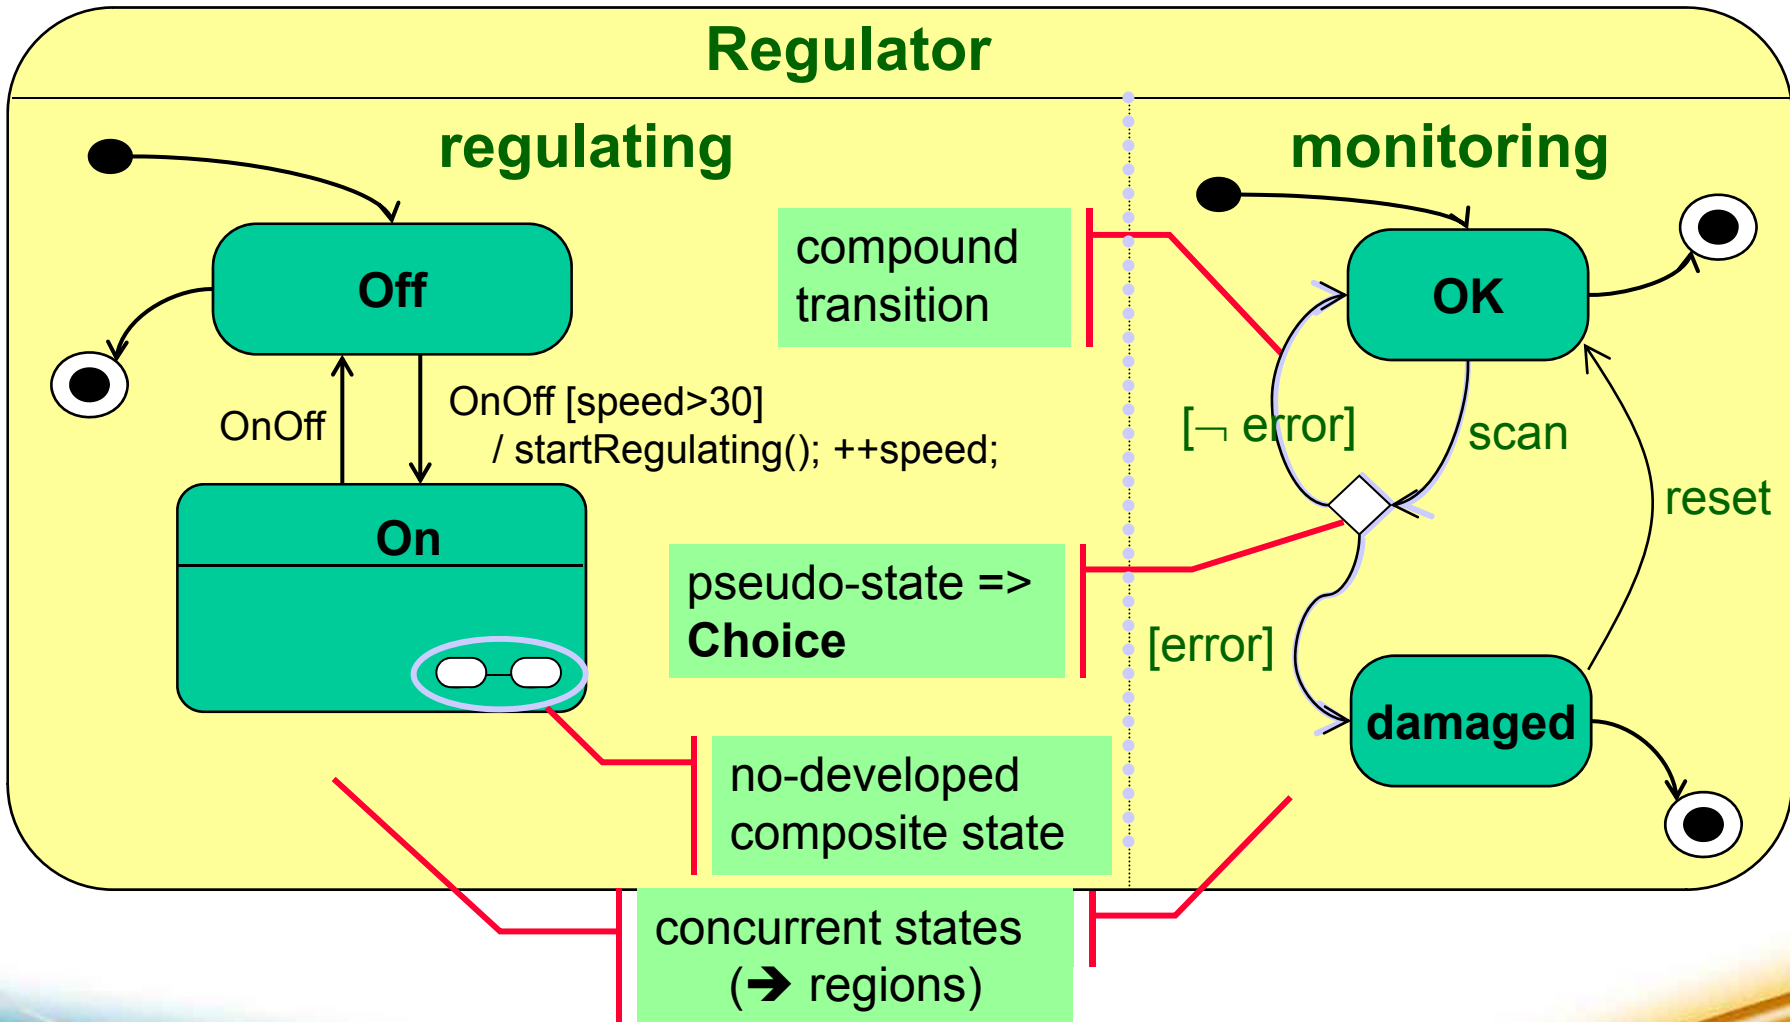 Regulator
regulating
Off
OnOff
OnOff [speed>30]
/ startRegulating(); ++speed;
On
monitoring
compound
transition
OK
[¬ error]
scan
reset
pseudo-state =>
Choice
[error]
damaged
no-developed
composite state
concurrent states
(➔ regions)